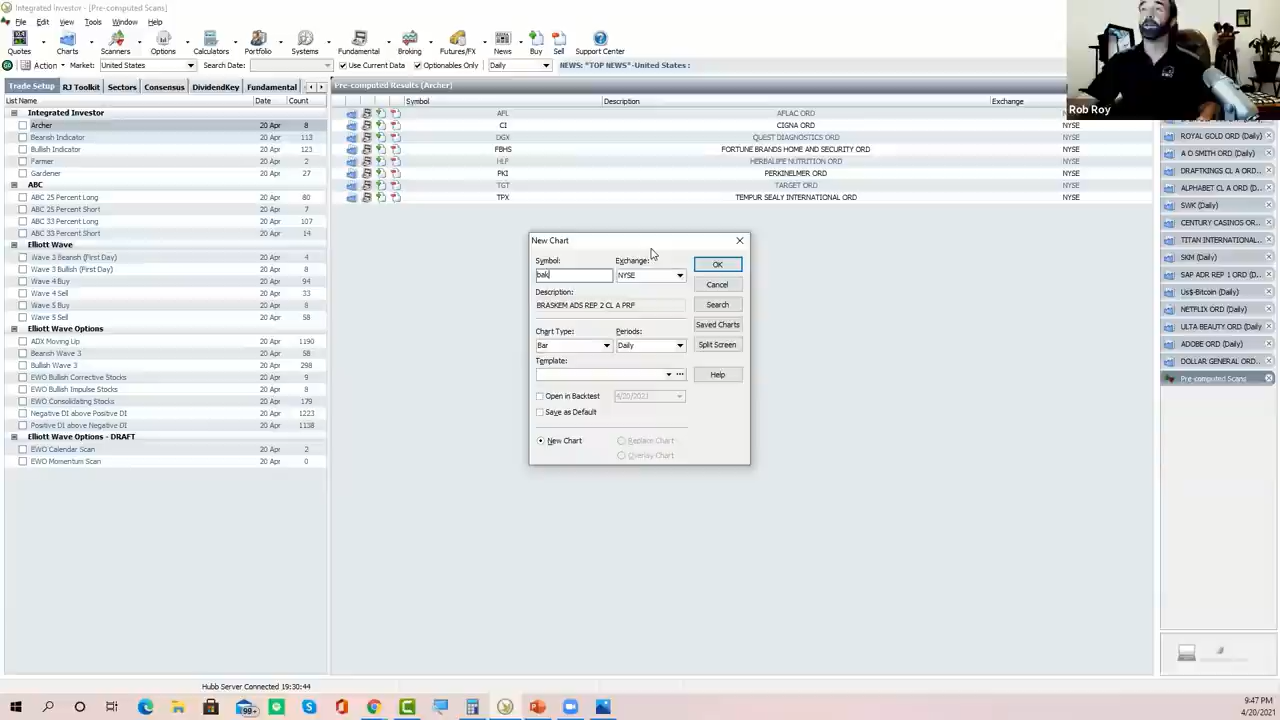 Integrated Investor - [Pre-computed Scans]
File Edit View Tools Window Help
Quotes Charts Scanners Options Calculators Portfolio Systems Fundamental Broking Futures/FX News Buy Sell Support Center
Action Market: United States Search Date: Use Current Data Optionables Only Daily NEWS: "TOP NEWS"-United States :
Trade Setup RJ Toolkit Sectors Consensus DividendKey Fundamental
Pre-computed Results (Archer)
List Name Date Count
Symbol Description Exchange
Integrated Investor
Archer 20 Apr 8
Bearish Indicator 20 Apr 113
Bullish Indicator 20 Apr 123
Farmer 20 Apr 2
Gardener 20 Apr 27
ABC
ABC 25 Percent Long 20 Apr 80
ABC 25 Percent Short 20 Apr 7
ABC 33 Percent Long 20 Apr 107
ABC 33 Percent Short 20 Apr 14
Elliott Wave
Wave 3 Bearish (First Day) 20 Apr 4
Wave 3 Bullish (First Day) 20 Apr 4
Wave 4 Buy 20 Apr 94
Wave 4 Sell 20 Apr 33
Wave 5 Buy 20 Apr 8
Wave 5 Sell 20 Apr 58
Elliott Wave Options
ADX Moving Up 20 Apr 1190
Bearish Wave 3 20 Apr 58
Bullish Wave 3 20 Apr 298
EWO Bullish Corrective Stocks 20 Apr 9
EWO Bullish Impulse Stocks 20 Apr 8
EWO Consolidating Stocks 20 Apr 179
Negative DI above Positive DI 20 Apr 1223
Positive DI above Negative DI 20 Apr 1138
Elliott Wave Options - DRAFT
EWO Calendar Scan 20 Apr 2
EWO Momentum Scan 20 Apr 0
AFL AFLAC ORD NYSE
CI CIGNA ORD NYSE
DGX QUEST DIAGNOSTICS ORD NYSE
FBHS FORTUNE BRANDS HOME AND SECURITY ORD NYSE
HLF HERBALIFE NUTRITION ORD NYSE
PKI PERKINELMER ORD NYSE
TGT TARGET ORD NYSE
TPX TEMPUR SEALY INTERNATIONAL ORD NYSE
New Chart
Symbol: Exchange:
bak NYSE
OK
Cancel
Description:
BRASKEM ADS REP 2 CL A PRF
Search
Saved Charts
Chart Type: Periods:
Bar Daily
Split Screen
Template:
Help
Open in Backtest 4/20/2021
Save as Default
New Chart Replace Chart
Overlay Chart
Rob Roy
ROYAL GOLD ORD (Daily)
A O SMITH ORD (Daily)
DRAFTKINGS CL A ORD...
ALPHABET CL A ORD (D...
SWK (Daily)
CENTURY CASINOS OR...
TITAN INTERNATIONAL...
SKM (Daily)
SAP ADR REP 1 ORD (D...
Us$-Bitcoin (Daily)
NETFLIX ORD (Daily)
ULTA BEAUTY ORD (Daily)
ADOBE ORD (Daily)
DOLLAR GENERAL ORD...
Pre-computed Scans
Hubb Server Connected 19:30:44
99+
9:47 PM
4/20/2021